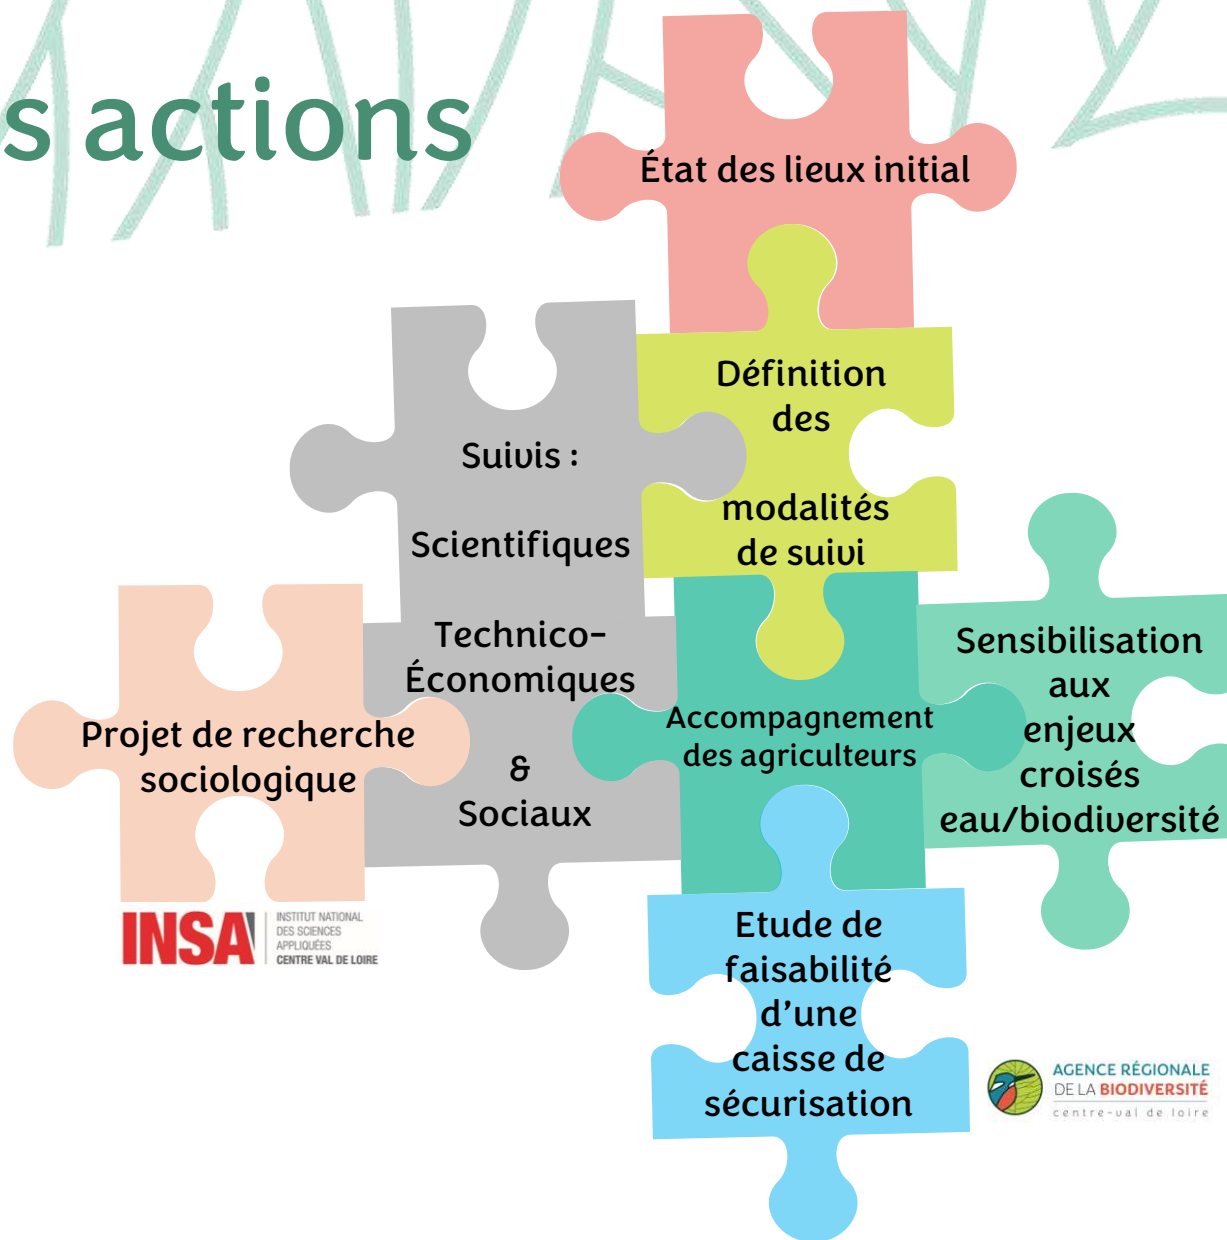 s actions
État des lieux initial
Définition
des
modalités
de suivi
Suivis :
Scientifiques
Technico-
Économiques
&
Sociaux
Projet de recherche
sociologique
Accompagnement
des agriculteurs
Sensibilisation
aux
enjeux
croisés
eau/biodiversité
Etude de
faisabilité
d'une
caisse de
sécurisation
INSA
INSTITUT NATIONAL
DES SCIENCES
APPLIQUÉES
CENTRE VAL DE LOIRE
AGENCE RÉGIONALE
DE LA BIODIVERSITÉ
centre-val de loire